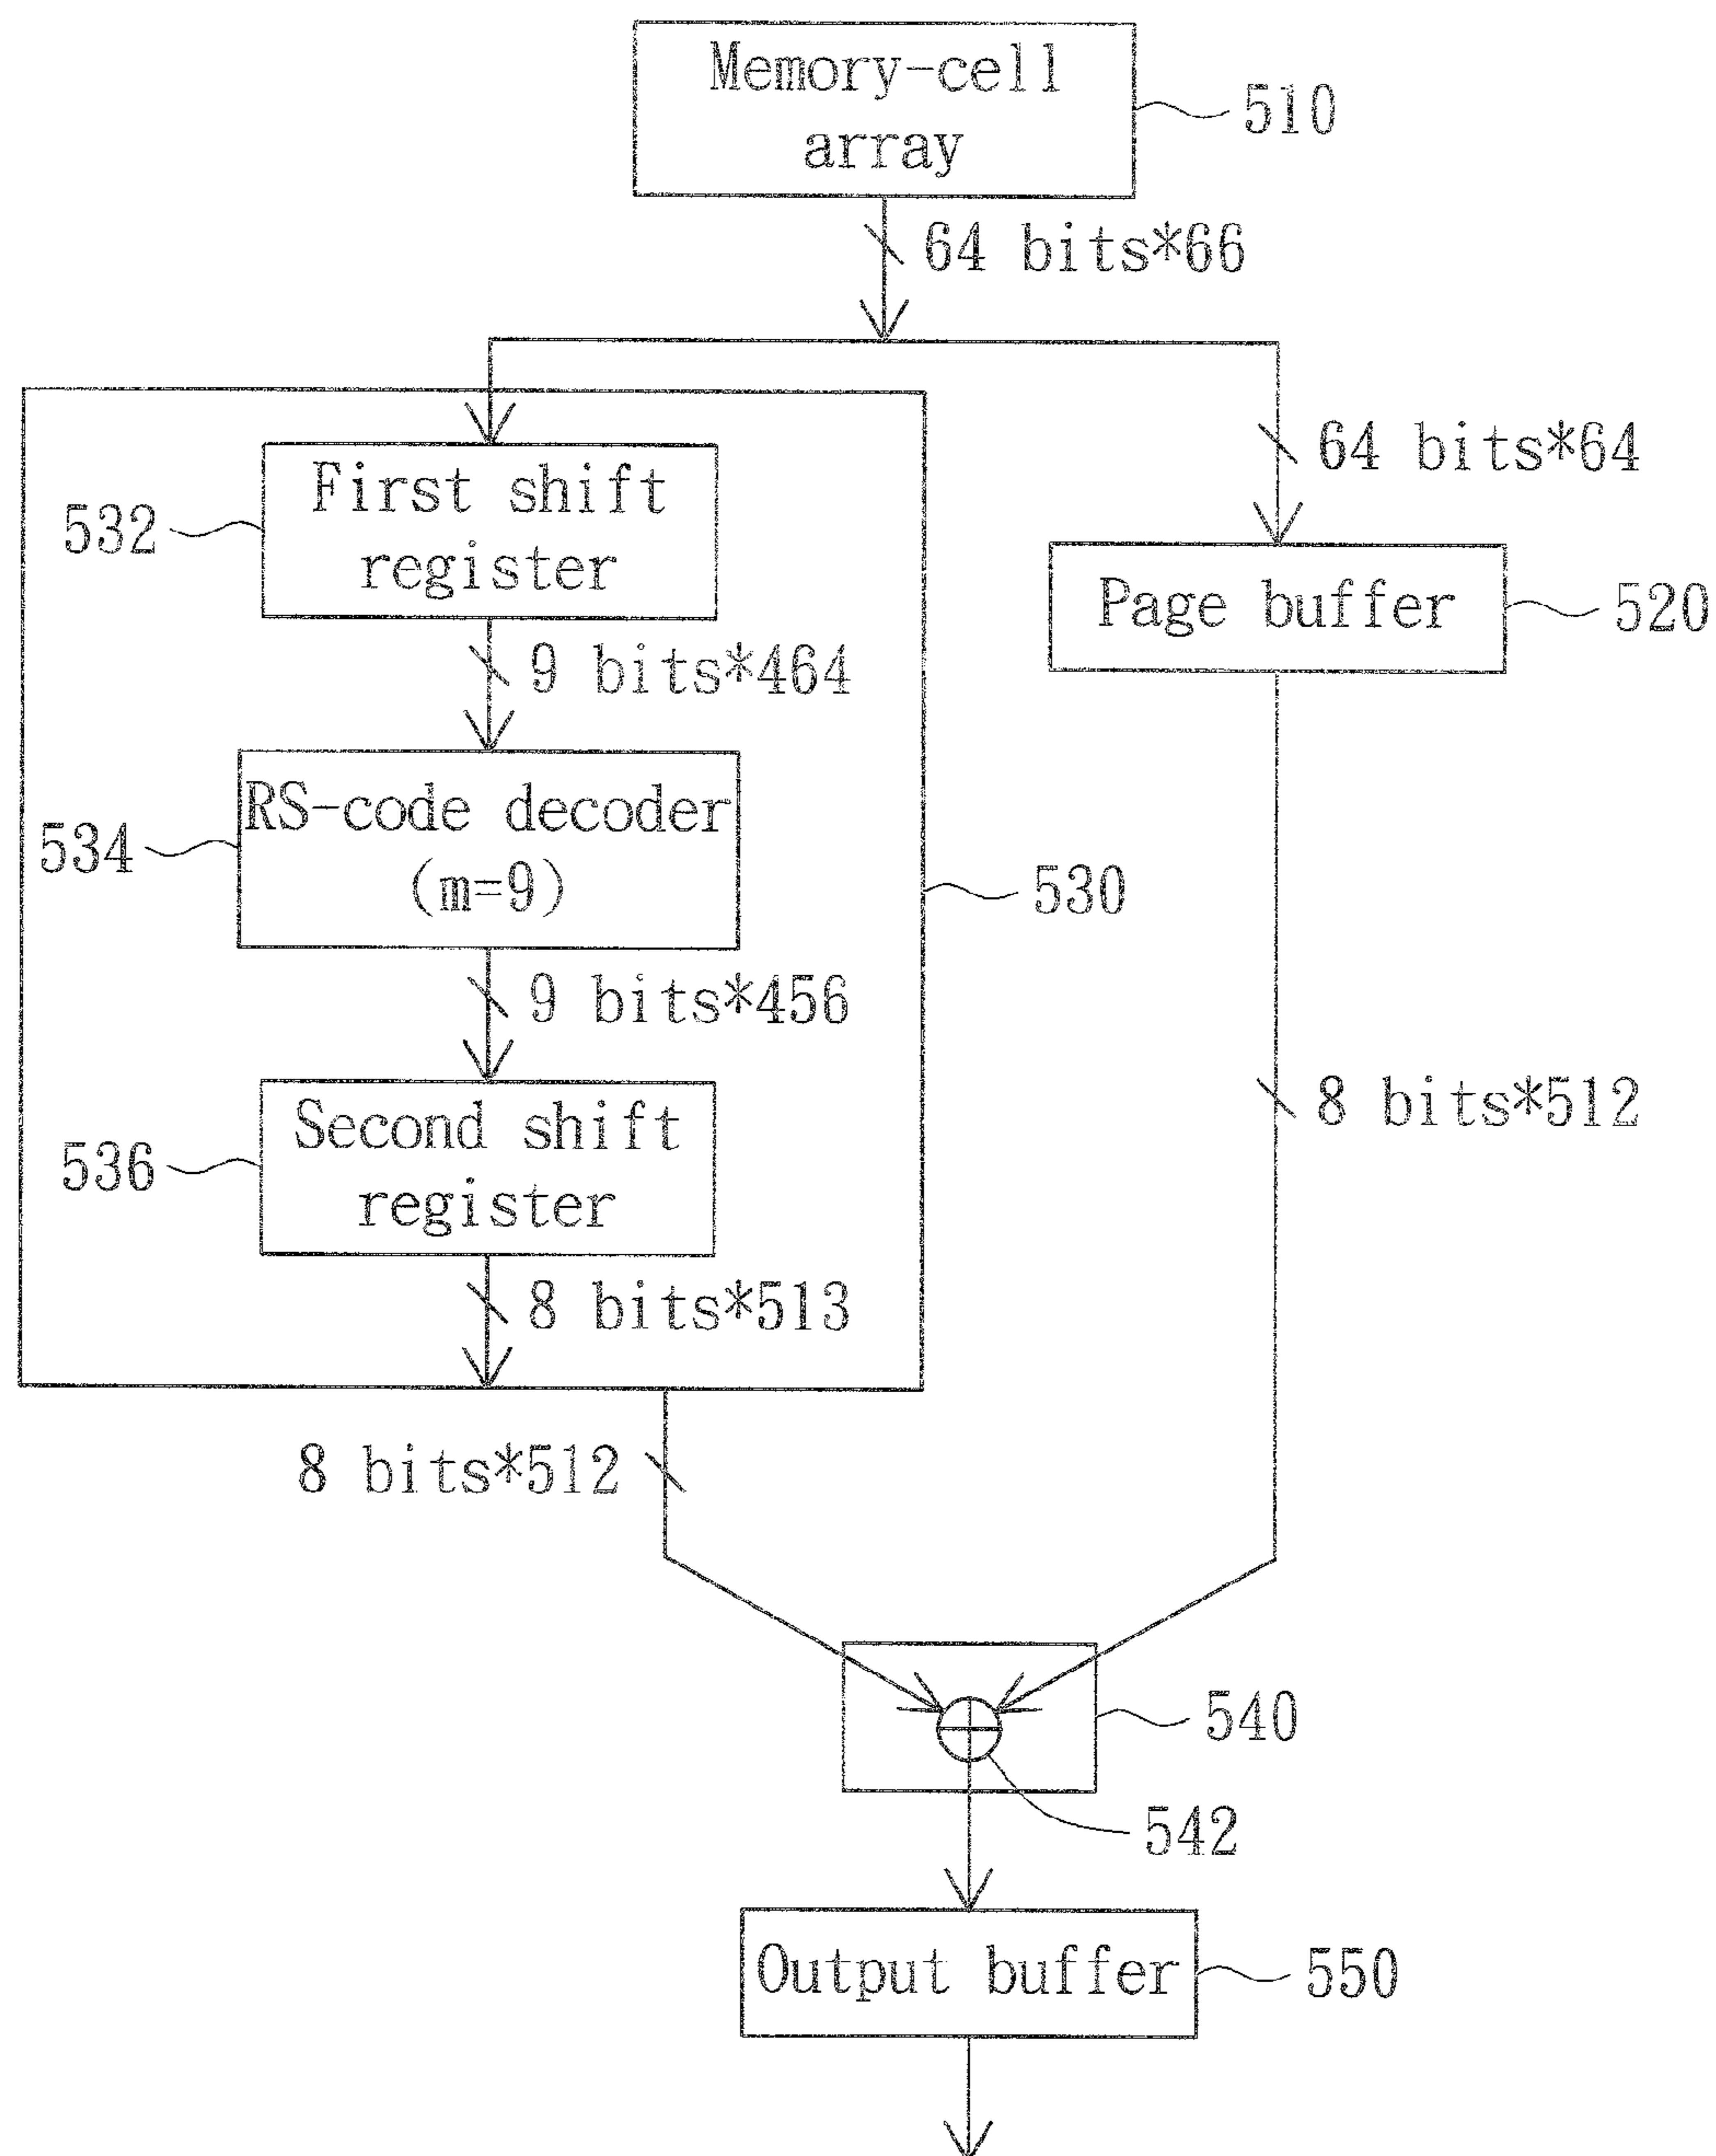 Memory-cell
array
510
64 bits*66
64 bits*64
First shift
register
532
Page buffer
520
9 bits*464
RS-code decoder
(m=9)
534
530
9 bits*456
Second shift
register
536
8 bits*512
8 bits*513
8 bits*512
540
542
Output buffer
550